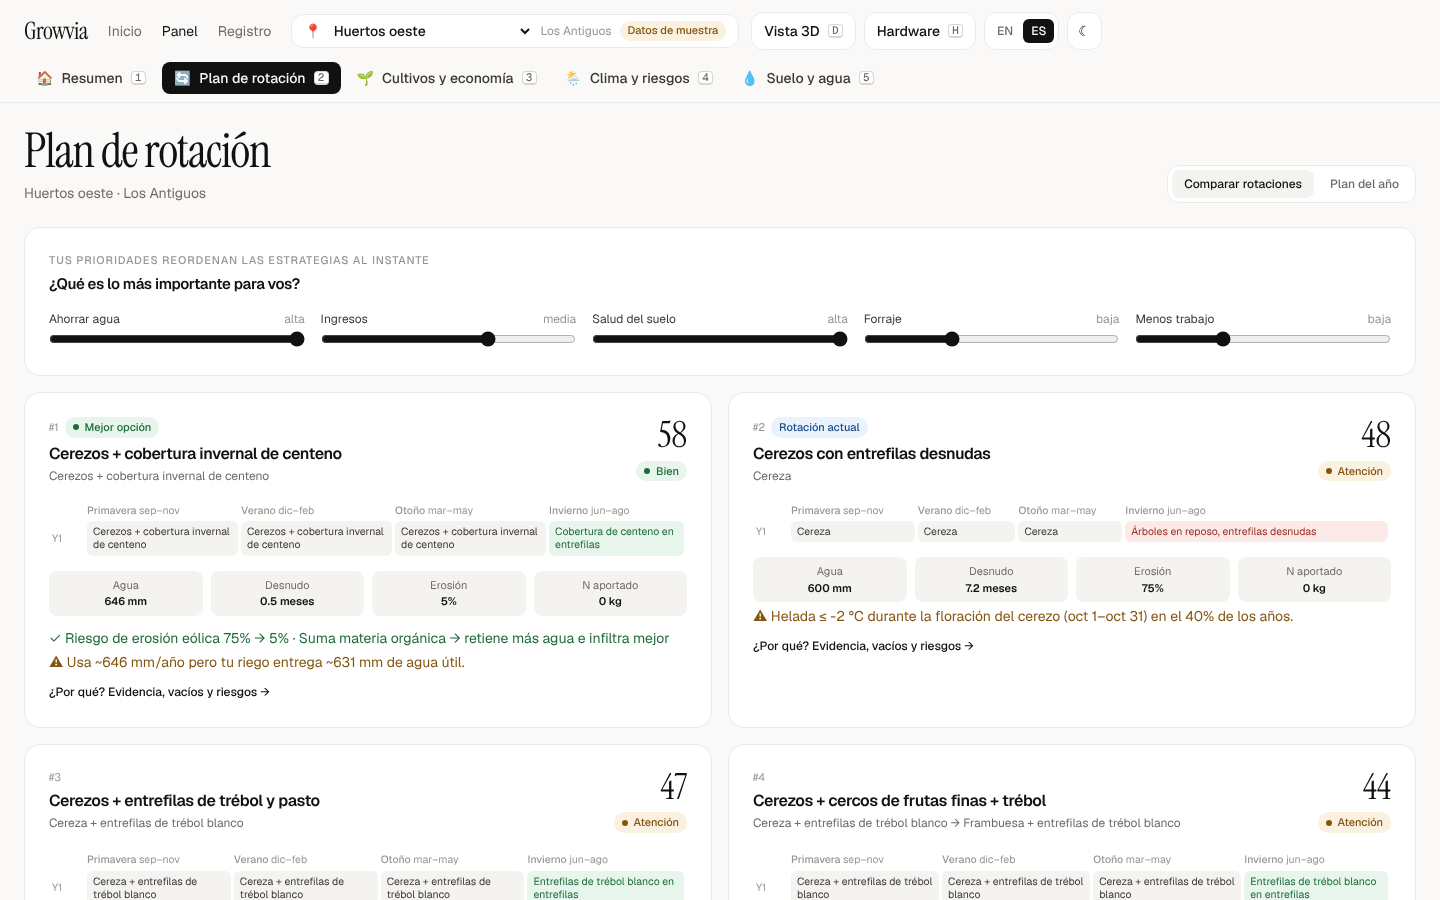 Growvia Inicio Panel Registro 📍 Huertos oeste Los Antiguos Datos de muestra Vista 3D D Hardware H EN ES ☾
🏠 Resumen 1 🔄 Plan de rotación 2 🌱 Cultivos y economía 3 🌦️ Clima y riesgos 4 💧 Suelo y agua 5
Plan de rotación
Huertos oeste · Los Antiguos
Comparar rotaciones Plan del año
TUS PRIORIDADES REORDENAN LAS ESTRATEGIAS AL INSTANTE
¿Qué es lo más importante para vos?
Ahorrar agua alta Ingresos media Salud del suelo alta Forraje baja Menos trabajo baja
#1 Mejor opción 58
Cerezos + cobertura invernal de centeno
Bien
Cerezos + cobertura invernal de centeno
Primavera sep–nov Verano dic–feb Otoño mar–may Invierno jun–ago
Y1
Cerezos + cobertura invernal de centeno
Cerezos + cobertura invernal de centeno
Cerezos + cobertura invernal de centeno
Cobertura de centeno en entrefilas
Agua Desnudo Erosión N aportado
646 mm 0.5 meses 5% 0 kg
✓ Riesgo de erosión eólica 75% → 5% · Suma materia orgánica → retiene más agua e infiltra mejor
⚠ Usa ~646 mm/año pero tu riego entrega ~631 mm de agua útil.
¿Por qué? Evidencia, vacíos y riesgos →
#2 Rotación actual 48
Cerezos con entrefilas desnudas
Atención
Cereza
Primavera sep–nov Verano dic–feb Otoño mar–may Invierno jun–ago
Y1 Cereza Cereza Cereza Árboles en reposo, entrefilas desnudas
Agua Desnudo Erosión N aportado
600 mm 7.2 meses 75% 0 kg
⚠ Helada ≤ -2 °C durante la floración del cerezo (oct 1–oct 31) en el 40% de los años.
¿Por qué? Evidencia, vacíos y riesgos →
#3 47
Cerezos + entrefilas de trébol y pasto
Cereza + entrefilas de trébol blanco Atención
Primavera sep–nov Verano dic–feb Otoño mar–may Invierno jun–ago
Y1
Cereza + entrefilas de trébol blanco
Cereza + entrefilas de trébol blanco
Cereza + entrefilas de trébol blanco
Entrefilas de trébol blanco en entrefilas
#4 44
Cerezos + cercos de frutas finas + trébol
Cereza + entrefilas de trébol blanco → Frambuesa + entrefilas de trébol blanco Atención
Primavera sep–nov Verano dic–feb Otoño mar–may Invierno jun–ago
Y1
Cereza + entrefilas de trébol blanco
Cereza + entrefilas de trébol blanco
Cereza + entrefilas de trébol blanco
Entrefilas de trébol blanco en entrefilas